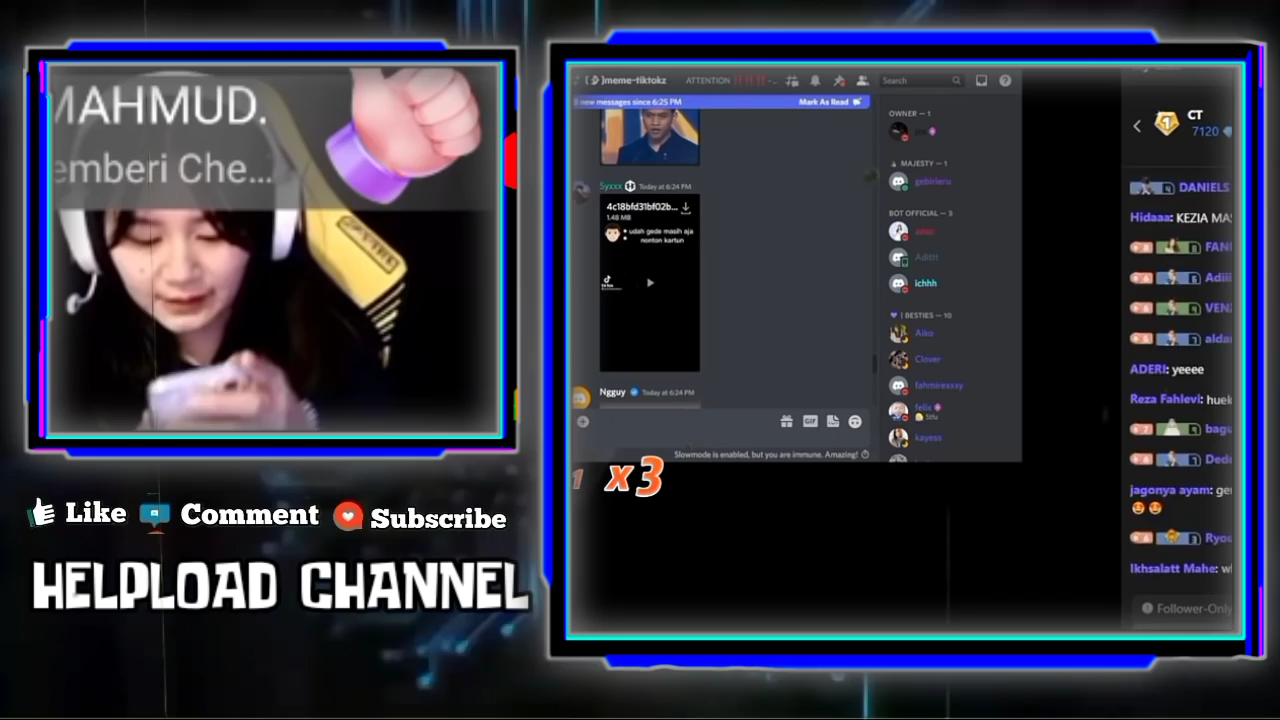 MAHMUD.
emberi Che...
Like
Comment
Subscribe
HELPLOAD CHANNEL
meme-tiktokz
ATTENTION
Search
new messages since 6:25 PM
Mark As Read
Syxxx
Today at 6:24 PM
4c18bfd31bf02b...
1.48 MB
udah gede masih aja
nonton kartun
Ngguy
Today at 6:24 PM
GIF
Slowmode is enabled, but you are immune. Amazing!
x3
OWNER — 1
MAJESTY — 1
gebirieru
BOT OFFICIAL — 3
Adith
ichhh
| BESTIES — 10
Aiko
Clover
fahmirexxxy
felic
Stfu
kayess
CT
7120
DANIELS
Hidaaa: KEZIA MA
FAN
Adiii
VEN
alda
ADERI: yeeee
Reza Fahlevi: huek
bagu
Ded
jagonya ayam: ge
Ryo
Ikhsalatt Mahe: w
Follower-Only